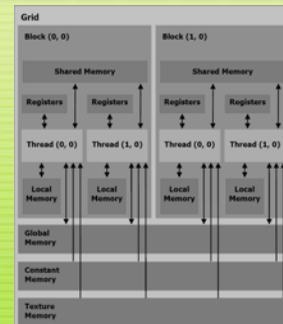 Grid
Block (0, 0)
Block (1, 0)
Shared Memory
Shared Memory
Registers
Registers
Registers
Registers
Thread (0, 0)
Thread (1, 0)
Thread (0, 0)
Thread (1, 0)
Local
Memory
Local
Memory
Local
Memory
Local
Memory
Global
Memory
Constant
Memory
Texture
Memory